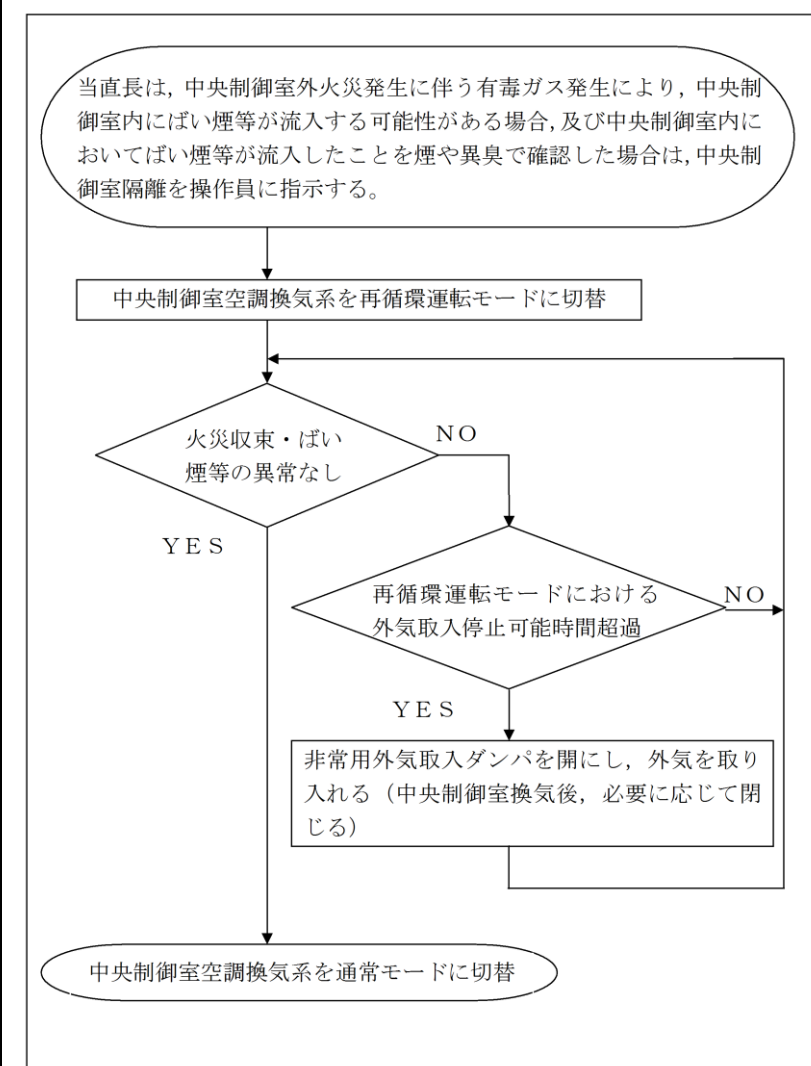 当直長は，中央制御室外火災発生に伴う有毒ガス発生により，中央制
御室内にばい煙等が流入する可能性がある場合，及び中央制御室内に
おいてばい煙等が流入したことを煙や異臭で確認した場合は，中央制
御室隔離を操作員に指示する。
中央制御室空調換気系を再循環運転モードに切替
火災収束・ばい
煙等の異常なし
ＮＯ
ＹＥＳ
再循環運転モードにおける
外気取入停止可能時間超過
ＮＯ
ＹＥＳ
非常用外気取入ダンパを開にし，外気を取り
入れる（中央制御室換気後，必要に応じて閉
じる）
中央制御室空調換気系を通常モードに切替